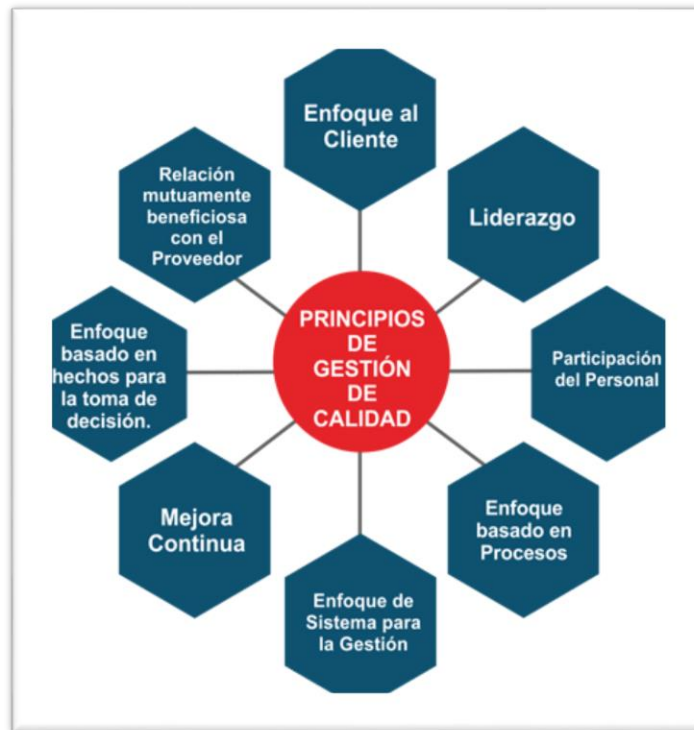 Enfoque al
Cliente
Liderazgo
Participación
del Personal
Enfoque
basado en
Procesos
Enfoque de
Sistema para
la Gestión
Mejora
Continua
Enfoque
basado en
hechos para
la toma de
decisión.
Relación
mutuamente
beneficiosa
con el
Proveedor
PRINCIPIOS
DE
GESTIÓN
DE
CALIDAD